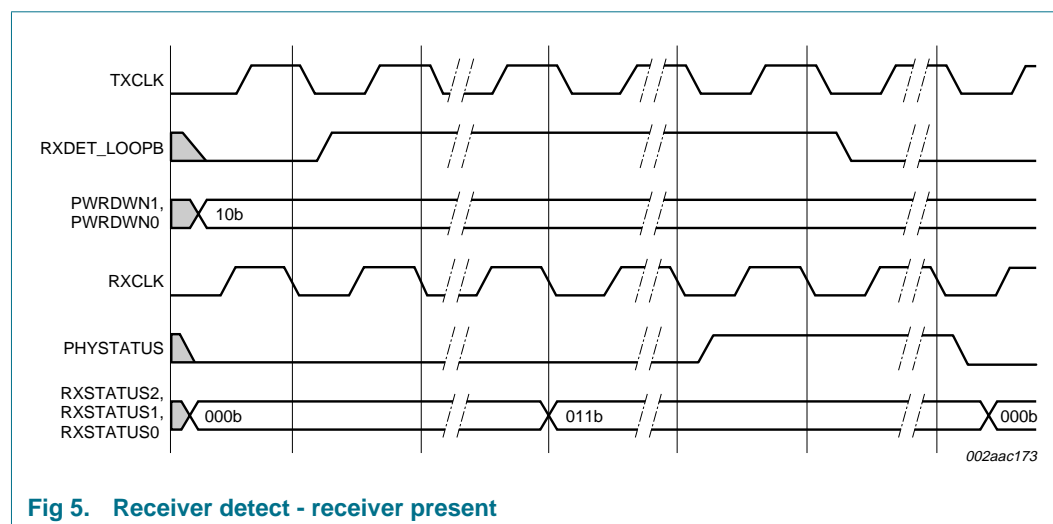 TXCLK
RXDET_LOOPB
PWRDWN1,
PWRDWN0
10b
RXCLK
PHYSTATUS
RXSTATUS2,
RXSTATUS1,
RXSTATUS0
000b
011b
000b
002aac173
Fig 5. Receiver detect - receiver present